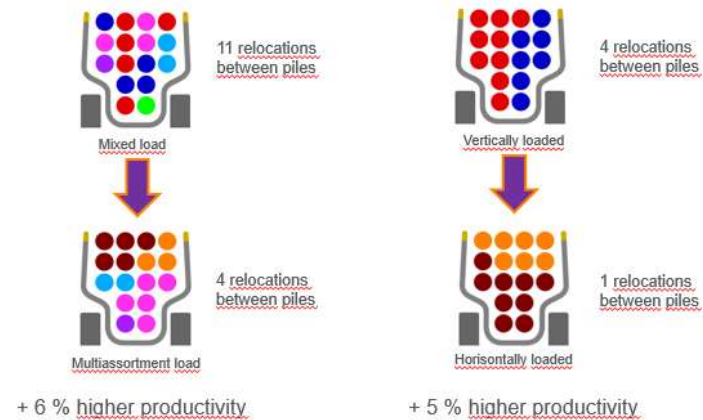 11 relocations
between piles
4 relocations
between piles
Mixed load
Vertically loaded
4 relocations
between piles
1 relocations
between piles
Multiassortment load
Horisontally loaded
+ 6 % higher productivity
+ 5 % higher productivity